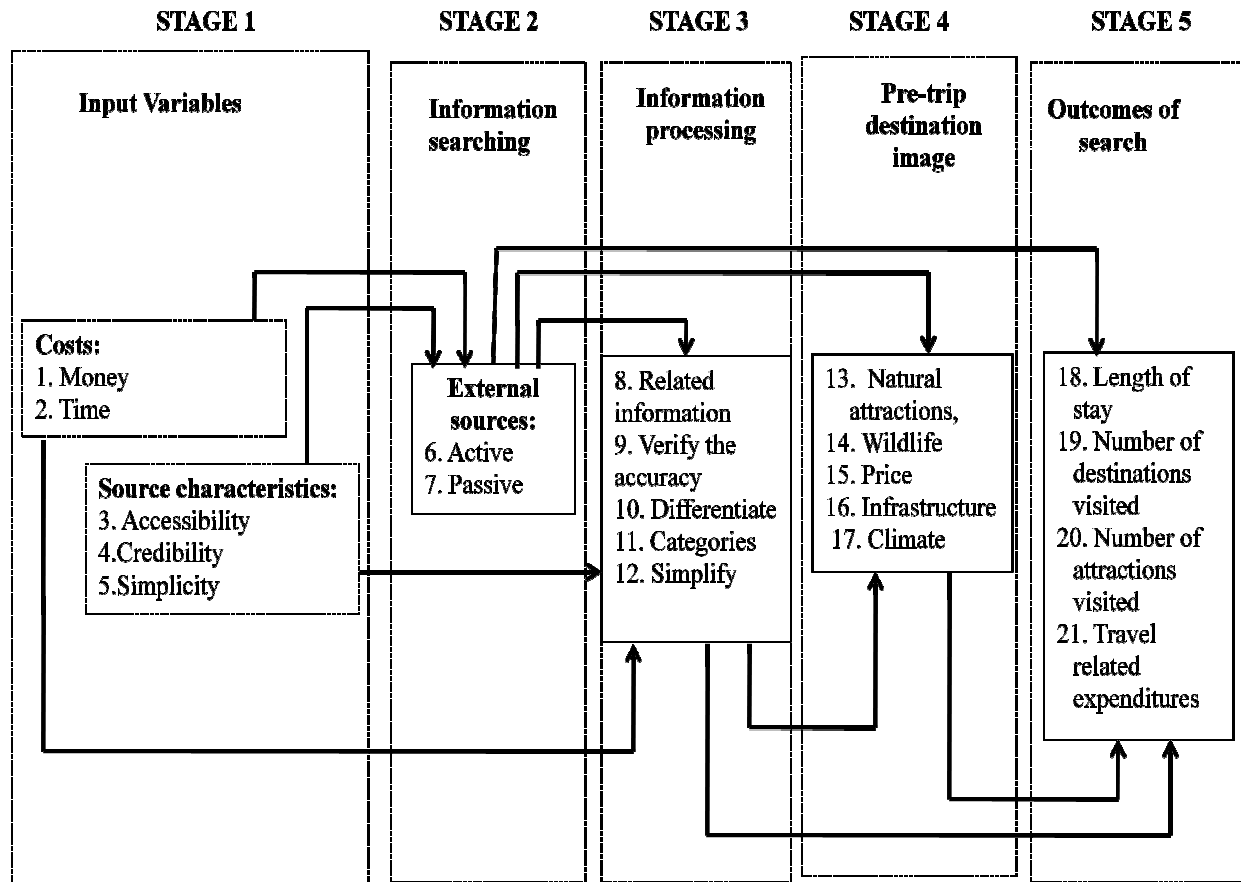 STAGE 1
STAGE 2
STAGE 3
STAGE 4
STAGE 5
Input Variables
Information
searching
Information
processing
Pre-trip
destination
image
Outcomes of
search
Costs:
1. Money
2. Time
Source characteristics:
3. Accessibility
4.Credibility
5.Simplicity
External
sources:
6. Active
7. Passive
8. Related
information
9. Verify the
accuracy
10. Differentiate
11. Categories
12. Simplify
13. Natural
attractions,
14. Wildlife
15. Price
16. Infrastructure
17. Climate
18. Length of
stay
19. Number of
destinations
visited
20. Number of
attractions
visited
21. Travel
related
expenditures